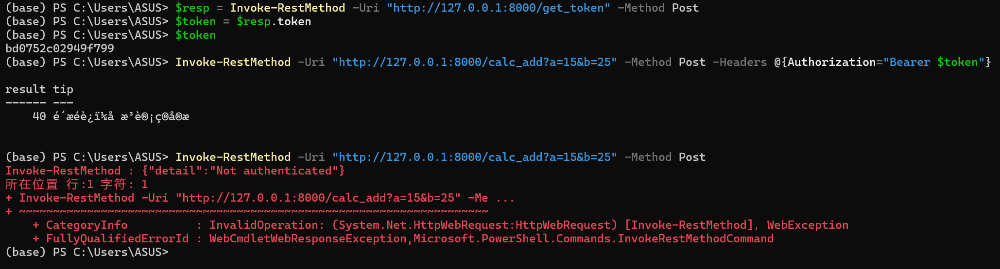 (base) PS C:\Users\ASUS> $resp = Invoke-RestMethod -Uri "http://127.0.0.1:8000/get_token" -Method Post
(base) PS C:\Users\ASUS> $token = $resp.token
(base) PS C:\Users\ASUS> $token
bd0752c02949f799
(base) PS C:\Users\ASUS> Invoke-RestMethod -Uri "http://127.0.0.1:8000/calc_add?a=15&b=25" -Method Post -Headers @{Authorization="Bearer $token"}
result tip
------ ---
    40 é´æéè¿ï¼å æ³è®¡ç®å®æ
(base) PS C:\Users\ASUS> Invoke-RestMethod -Uri "http://127.0.0.1:8000/calc_add?a=15&b=25" -Method Post
Invoke-RestMethod : {"detail":"Not authenticated"}
所在位置 行:1 字符: 1
+ Invoke-RestMethod -Uri "http://127.0.0.1:8000/calc_add?a=15&b=25" -Me ...
+ ~~~~~~~~~~~~~~~~~~~~~~~~~~~~~~~~~~~~~~~~~~~~~~~~~~~~~~~~~~~~~~~~~~~~~
    + CategoryInfo          : InvalidOperation: (System.Net.HttpWebRequest:HttpWebRequest) [Invoke-RestMethod], WebException
    + FullyQualifiedErrorId : WebCmdletWebResponseException,Microsoft.PowerShell.Commands.InvokeRestMethodCommand
(base) PS C:\Users\ASUS>